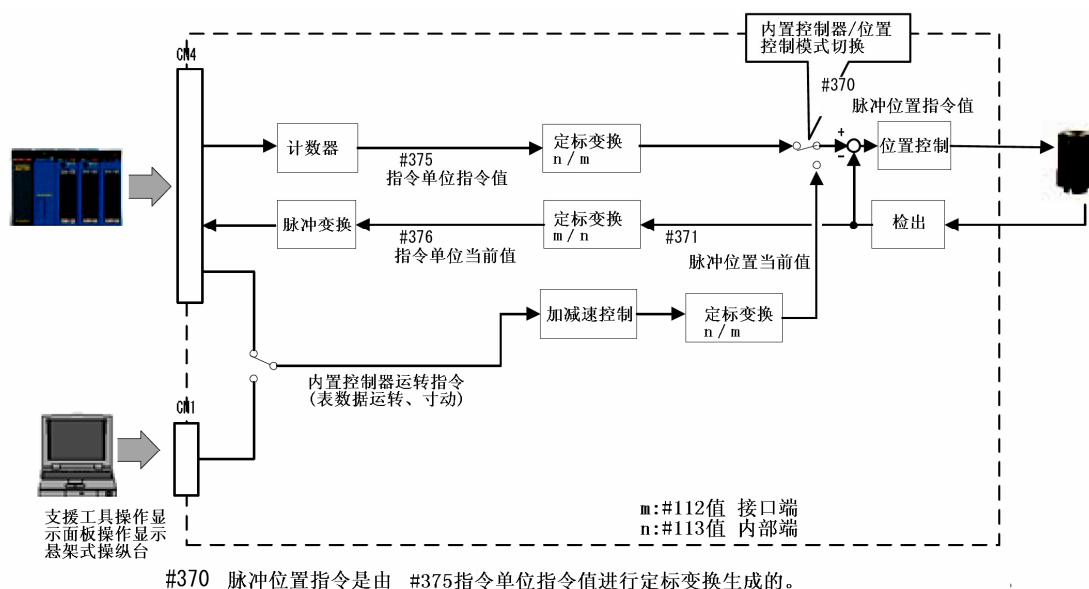 内置控制器/位置
控制模式切换
CN4
#370
脉冲位置指令值
计数器
#375
指令单位指令值
定标变换
n/m
+
-
位置控制
脉冲变换
#376
指令单位当前值
定标变换
m/n
#371
脉冲位置当前值
检出
加减速控制
定标变换
n/m
内置控制器运转指令
(表数据运转、寸动)
CN1
支援工具操作显
示面板操作显示
悬架式操纵台
m:#112值 接口端
n:#113值 内部端
#370 脉冲位置指令是由 #375指令单位指令值进行定标变换生成的。